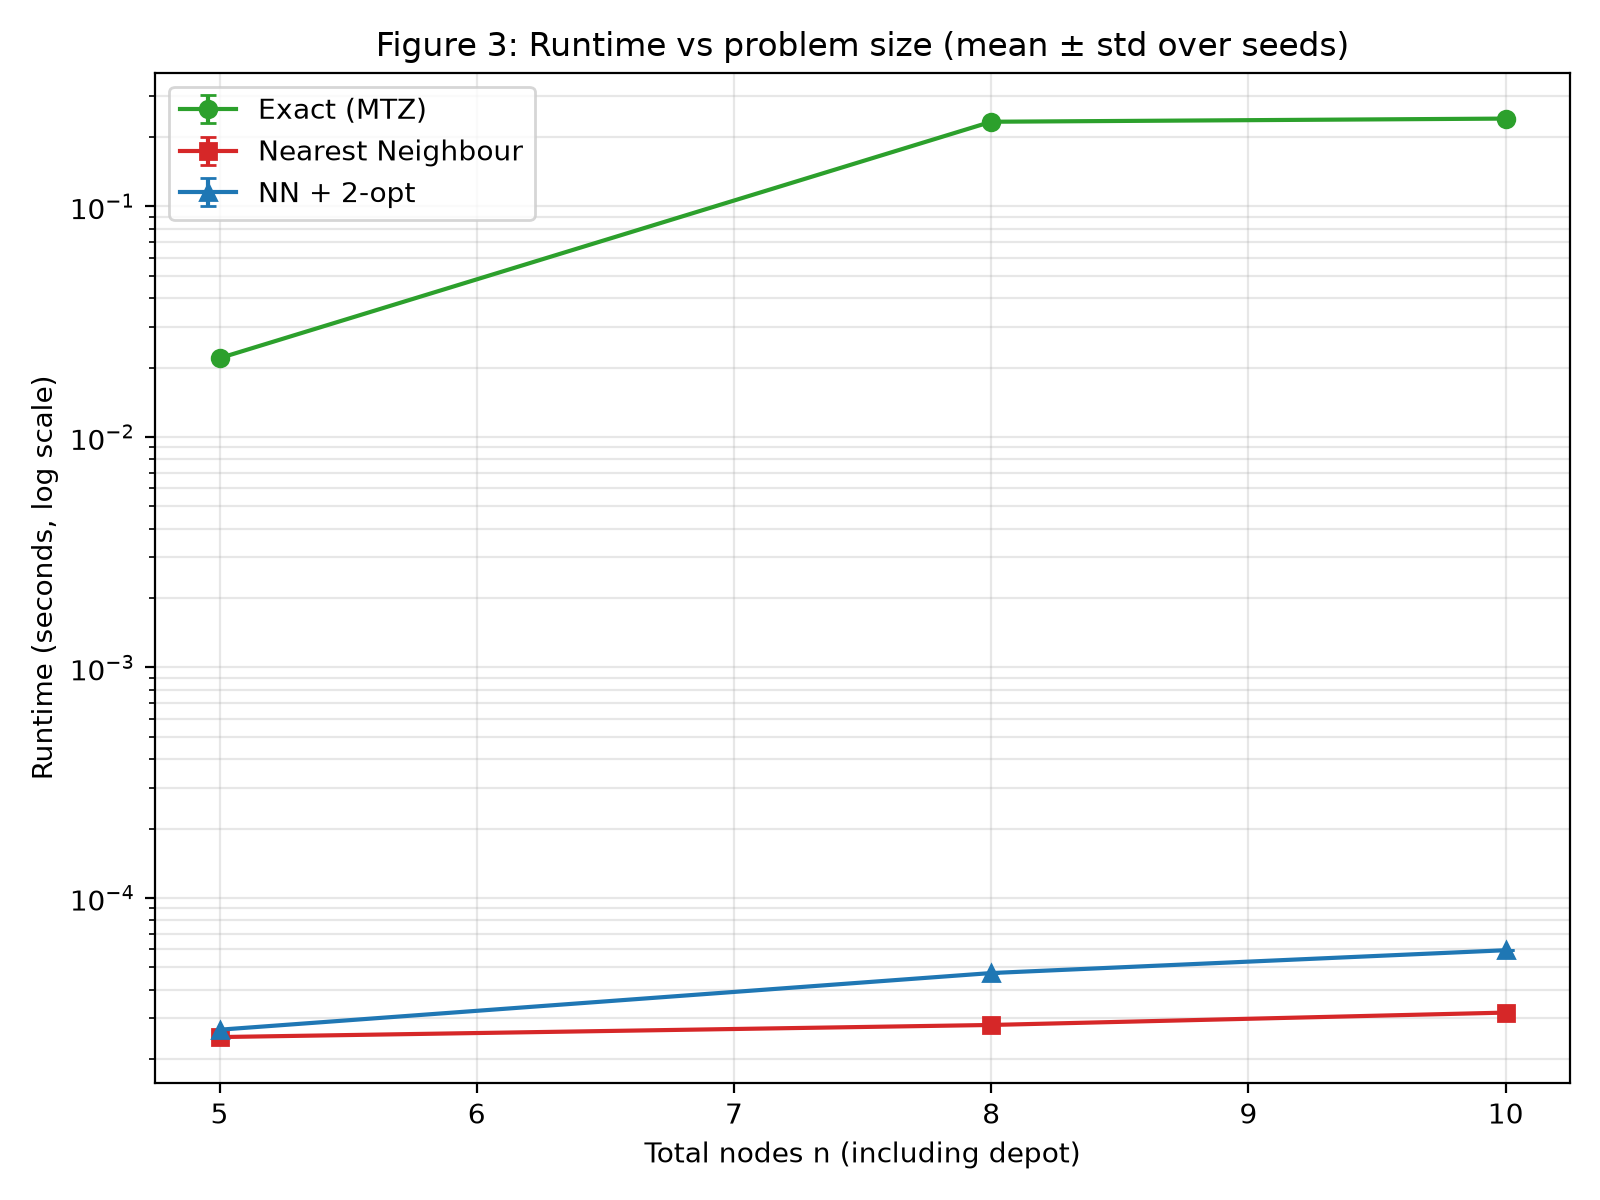 Figure 3: Runtime vs problem size (mean ± std over seeds)
Exact (MTZ)
Nearest Neighbour
NN + 2-opt
Runtime (seconds, log scale)
10⁻¹
10⁻²
10⁻³
10⁻⁴
5 6 7 8 9 10
Total nodes n (including depot)